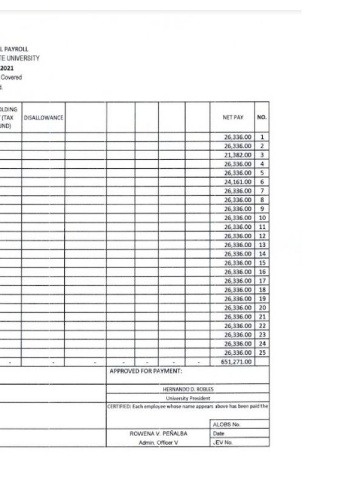 L PAYROLL
TE UNIVERSITY
2021
Covered
OLDING
(TAX
UND)
DISALLOWANCE
NET PAY NO.
26,336.00 1
26,336.00 2
21,382.00 3
26,336.00 4
26,336.00 5
24,161.00 6
26,336.00 7
26,336.00 8
26,336.00 9
26,336.00 10
26,336.00 11
26,336.00 12
26,336.00 13
26,336.00 14
26,336.00 15
26,336.00 16
26,336.00 17
26,336.00 18
26,336.00 19
26,336.00 20
26,336.00 21
26,336.00 22
26,336.00 23
26,336.00 24
26,336.00 25
- - - - - - 651,271.00
APPROVED FOR PAYMENT:
HERNANDO D. ROBLES
University President
CERTIFIED: Each employee whose name appears above has been paid the
ALOBS No.
ROWENA V. PEÑALBA Date
Admin. Officer V JEV No.